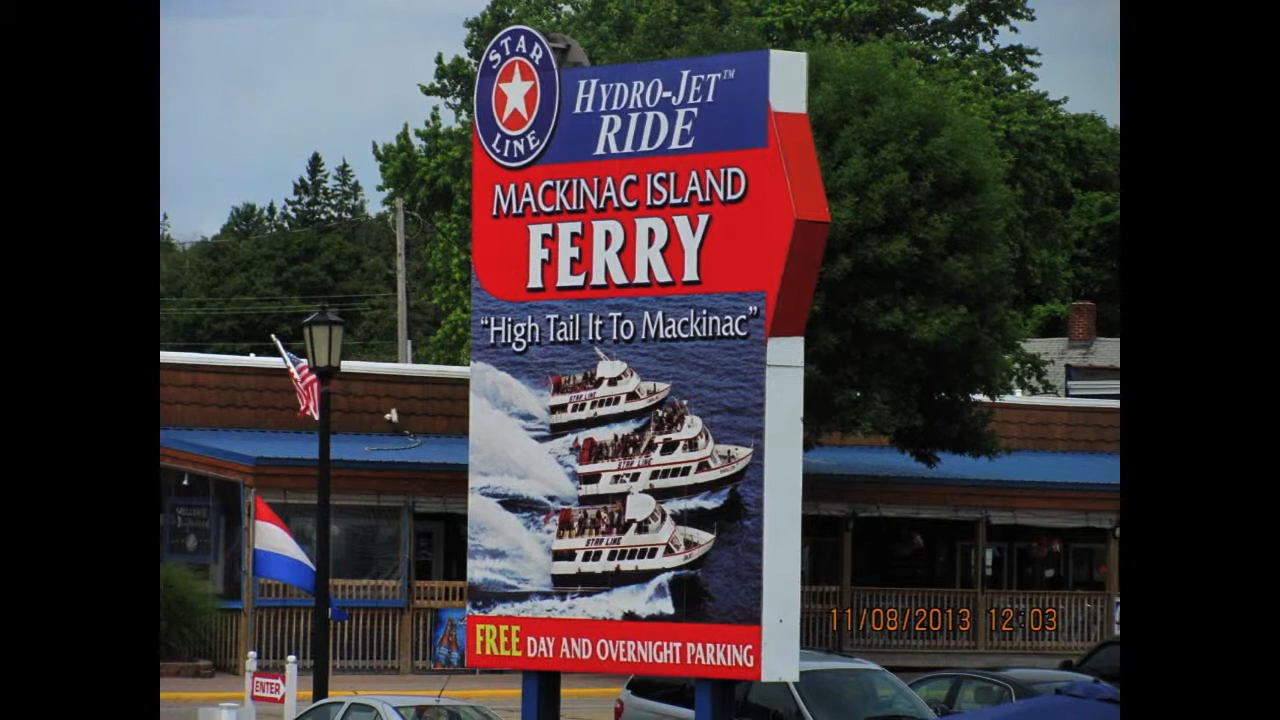 STAR
LINE
HYDRO-JET™
RIDE
MACKINAC ISLAND
FERRY
"High Tail It To Mackinac"
STAR LINE
STAR LINE
STAR LINE
FREE DAY AND OVERNIGHT PARKING
WELCOME
ENTER
11/08/2013 12:03